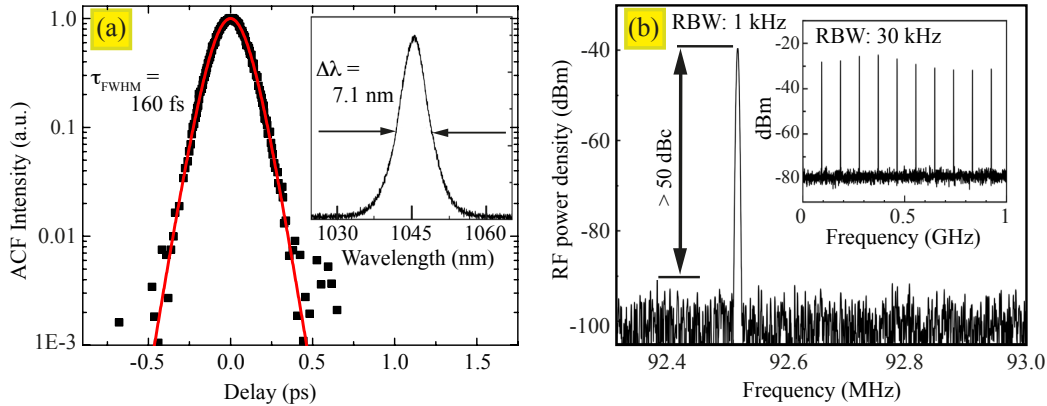 (a)
τFWHM =
160 fs
Δλ =
7.1 nm
1030 1045 1060
Wavelength (nm)
1.0
0.1
0.01
1E-3
ACF Intensity (a.u.)
-0.5 0.0 0.5 1.0 1.5
Delay (ps)
(b)
RBW: 1 kHz
> 50 dBc
RBW: 30 kHz
-20
-40
-60
-80
dBm
0 0.5 1
Frequency (GHz)
-40
-60
-80
-100
RF power density (dBm)
92.4 92.6 92.8 93.0
Frequency (MHz)